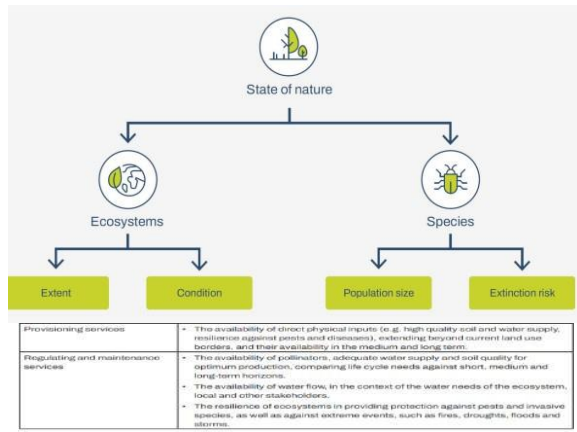 State of nature
Ecosystems
Species
Extent
Condition
Population size
Extinction risk
Provisioning services
• The availability of direct physical inputs (e.g. high quality soil and water supply,
resilience against pests and diseases), extending beyond current land use
borders, and their availability in the medium and long term.
Regulating and maintenance
services
• The availability of pollinators, adequate water supply and soil quality for
optimum production, comparing life cycle needs against short, medium and
long-term horizons.
• The availability of water flow, in the context of the water needs of the ecosystem,
local and other stakeholders.
• The resilience of ecosystems in providing protection against pests and invasive
species, as well as against extreme events, such as fires, droughts, floods and
storms.